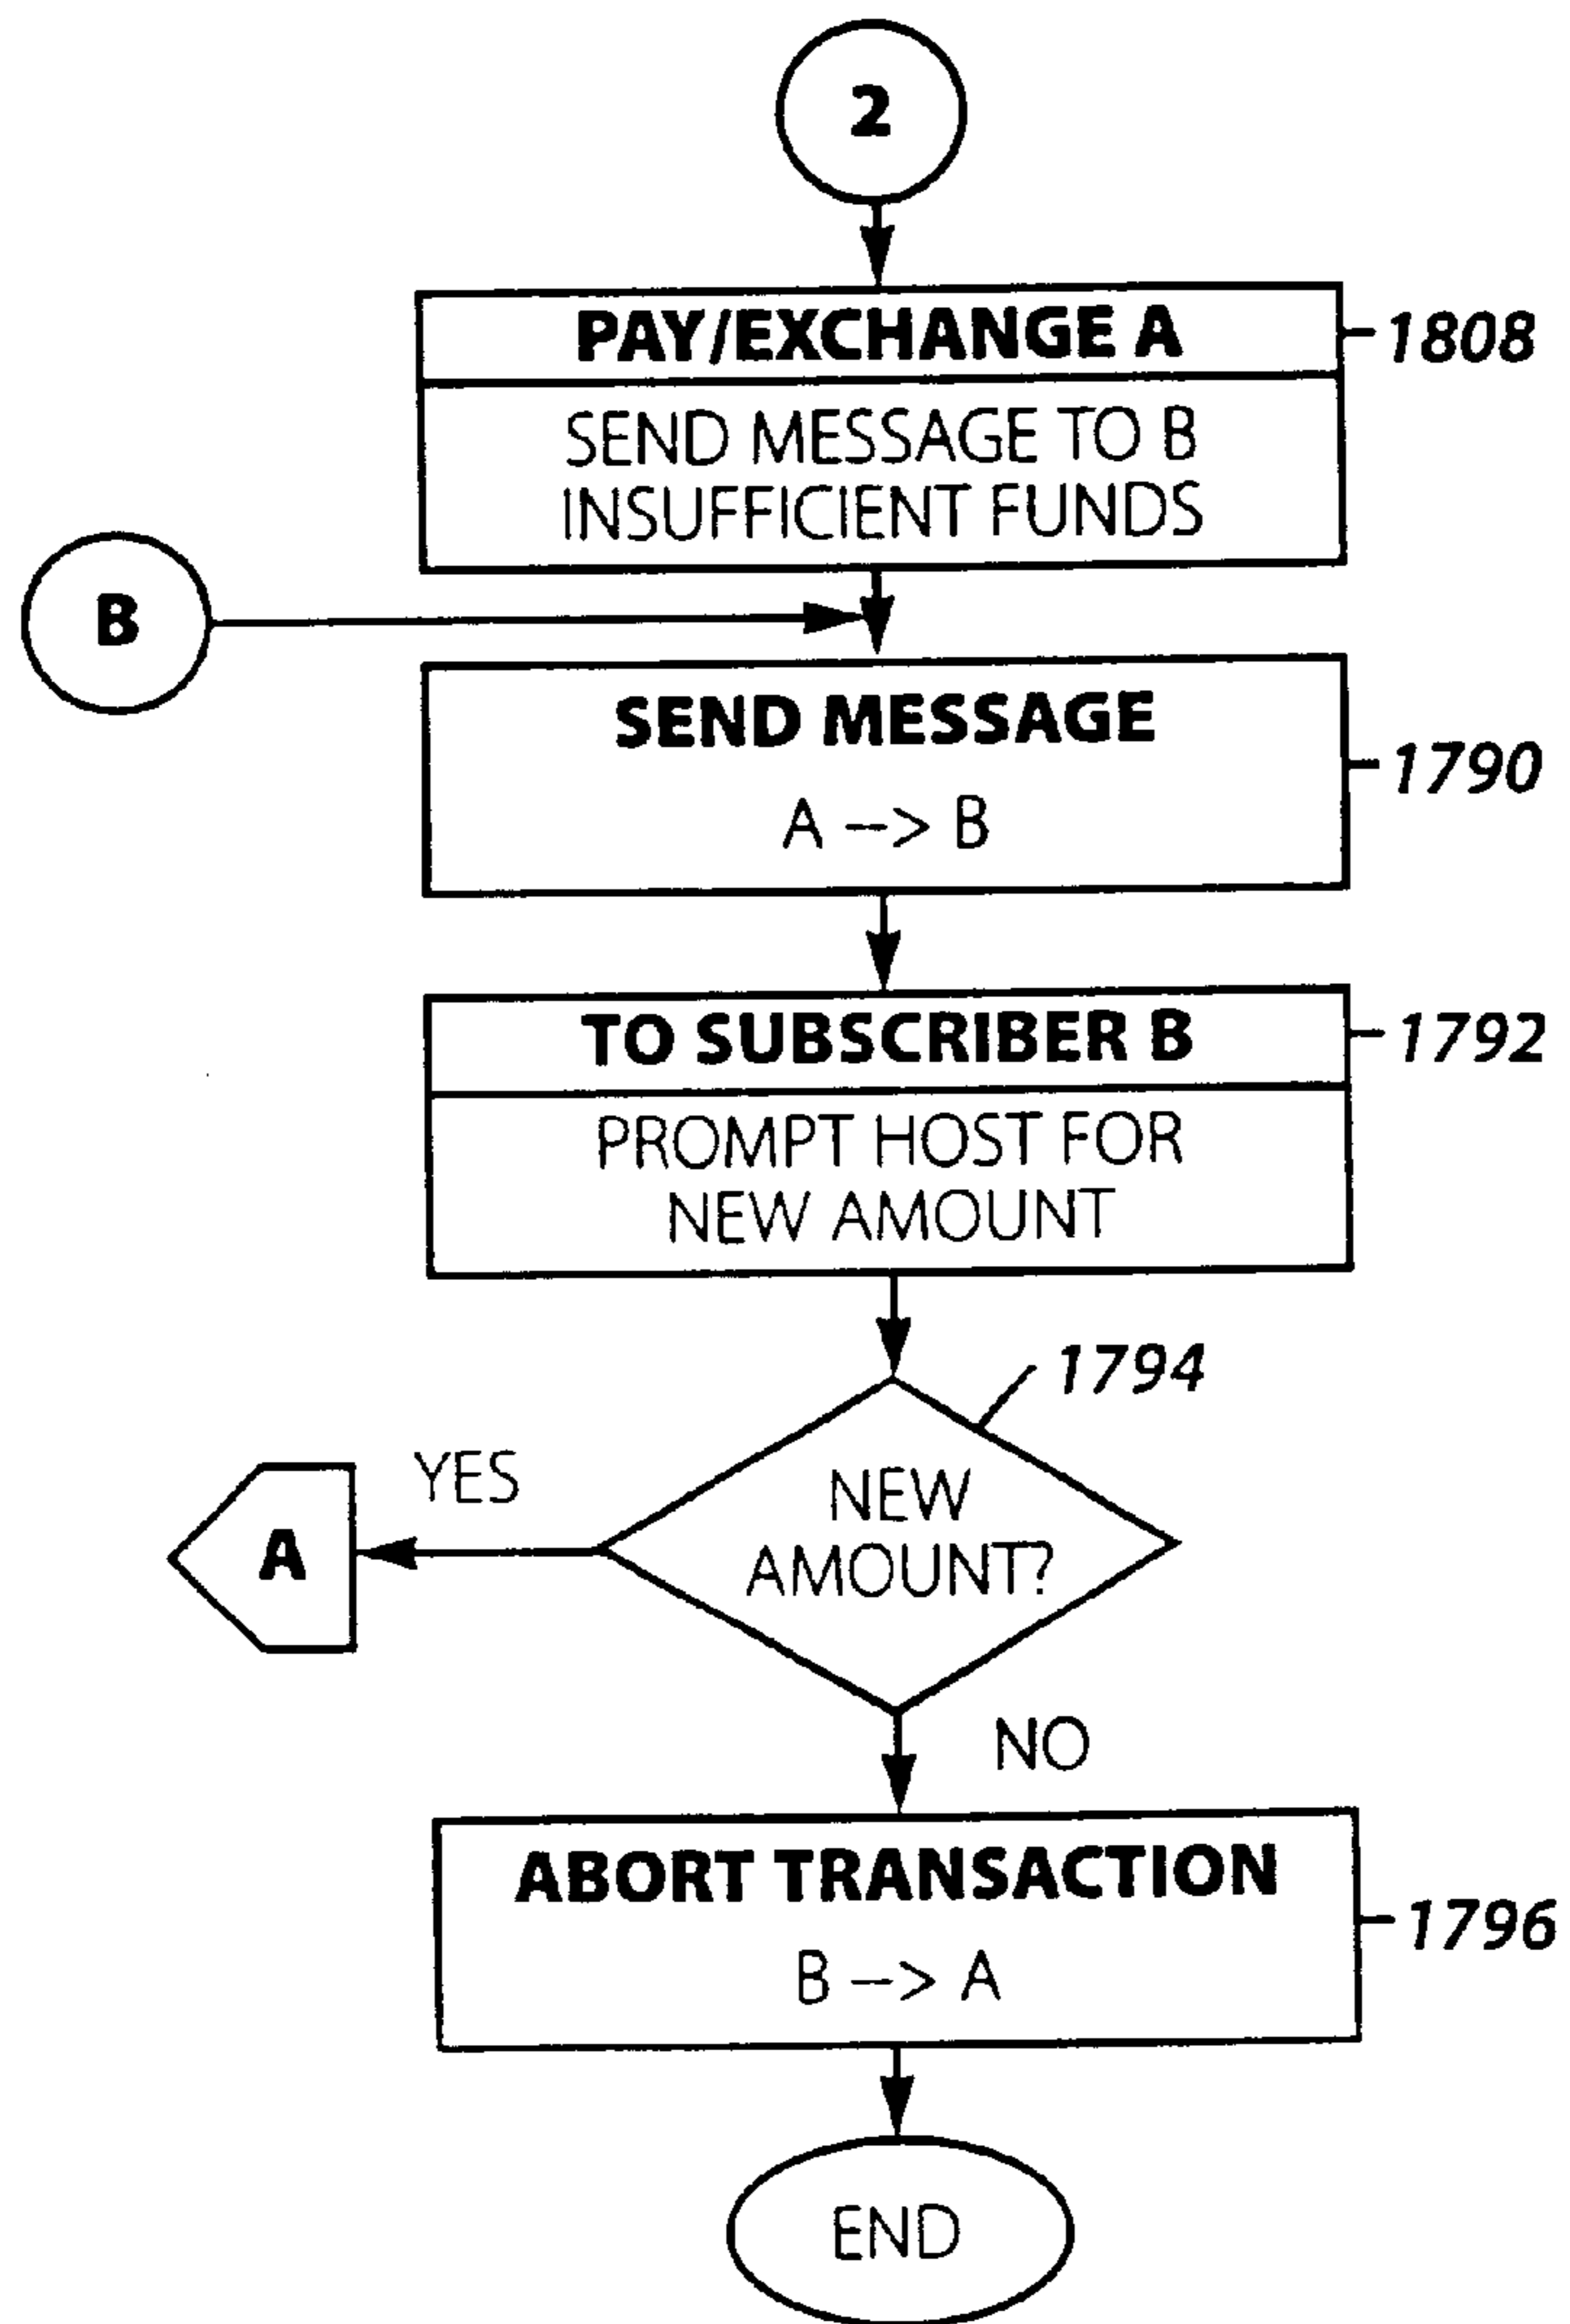 2
PAY/EXCHANGE A
1808
SEND MESSAGE TO B
INSUFFICIENT FUNDS
B
SEND MESSAGE
1790
A --> B
TO SUBSCRIBER B
1792
PROMPT HOST FOR
NEW AMOUNT
1794
YES
NEW
AMOUNT?
A
NO
ABORT TRANSACTION
1796
B --> A
END